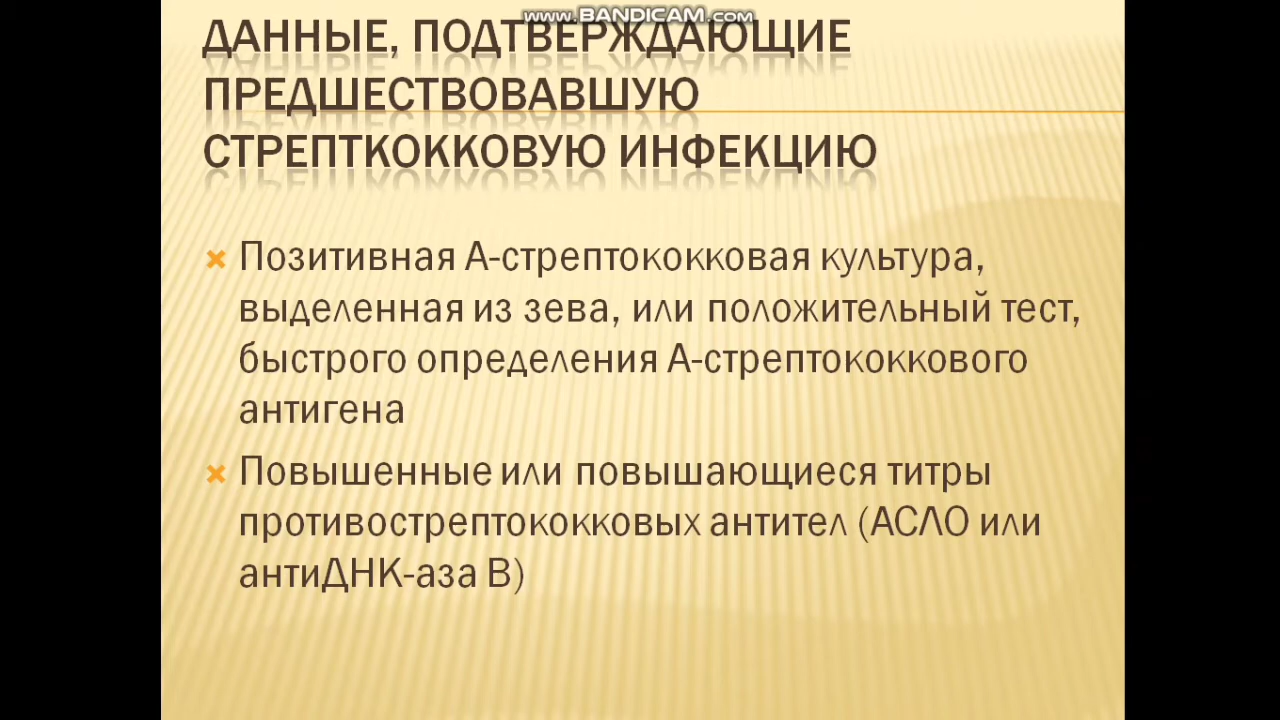 www.BANDICAM.com
ДАННЫЕ, ПОДТВЕРЖДАЮЩИЕ
ПРЕДШЕСТВОВАВШУЮ
СТРЕПТКОККОВУЮ ИНФЕКЦИЮ
Позитивная А-стрептококковая культура,
выделенная из зева, или положительный тест,
быстрого определения А-стрептококкового
антигена
Повышенные или повышающиеся титры
противострептококковых антител (АСЛО или
антиДНК-аза В)